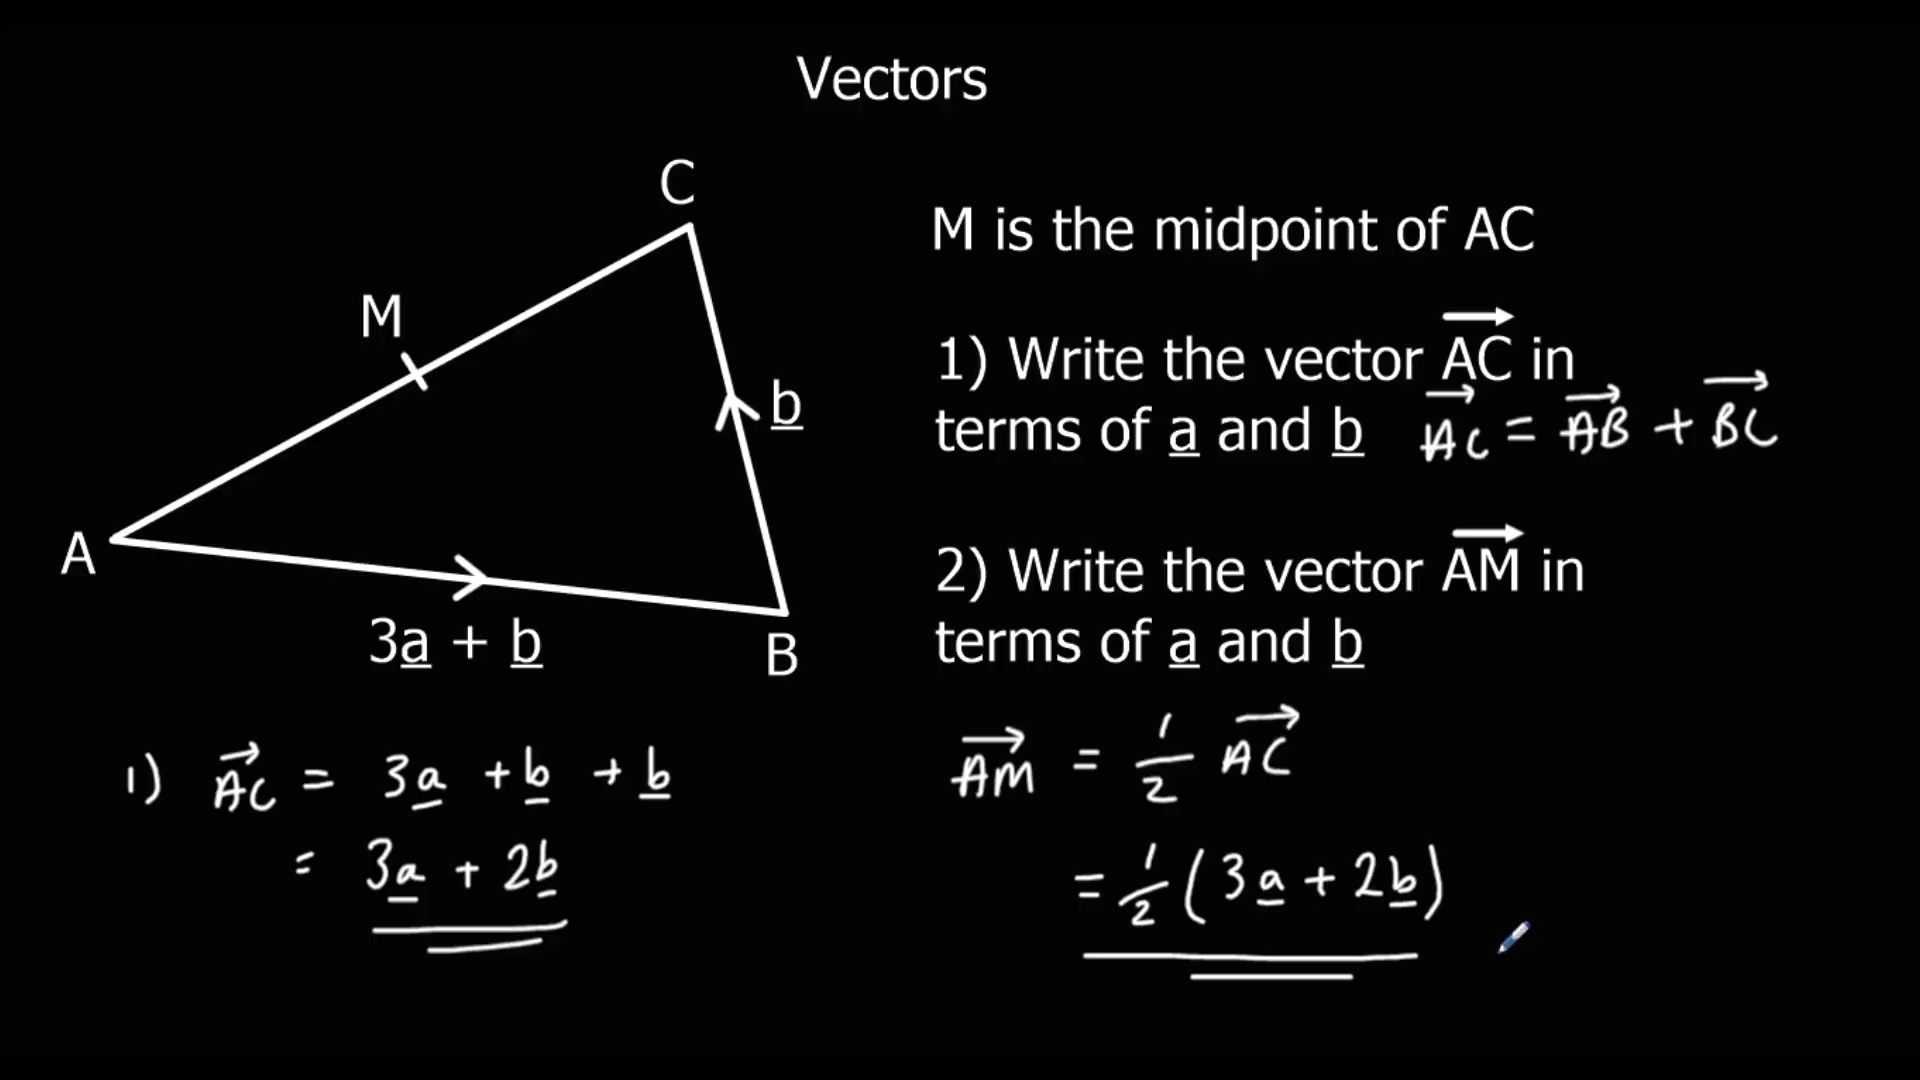 Vectors
C
M
b
A
3a + b
B
M is the midpoint of AC
1) Write the vector AC in
terms of a and b AC = AB + BC
2) Write the vector AM in
terms of a and b
1) AC = 3a + b + b
= 3a + 2b
AM = 1/2 AC
= 1/2 (3a + 2b)